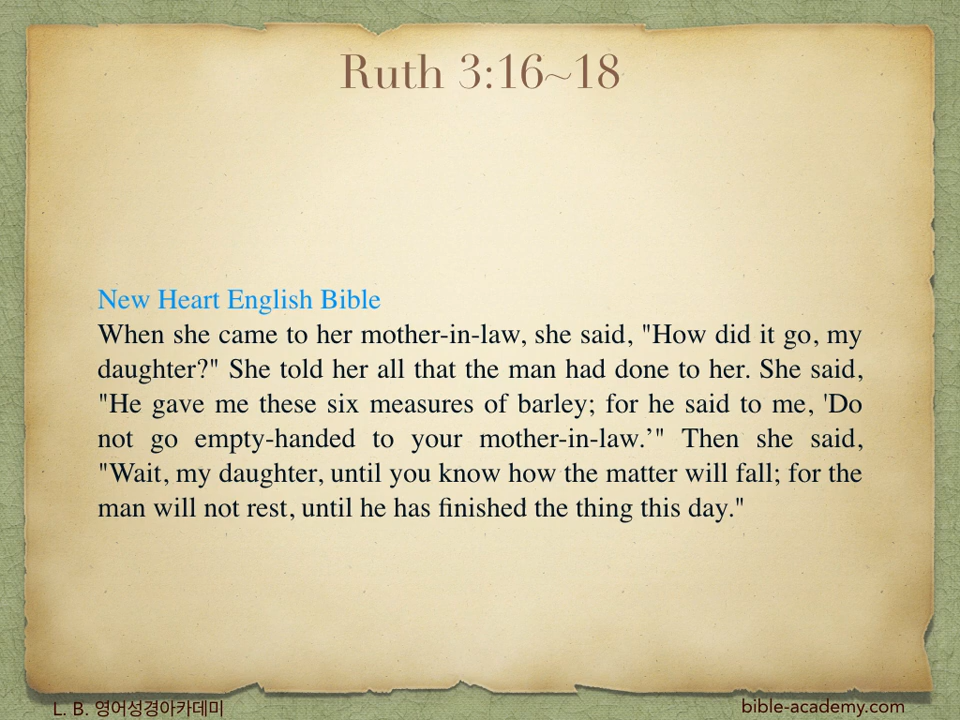 Ruth 3:16~18
New Heart English Bible
When she came to her mother-in-law, she said, "How did it go, my
daughter?" She told her all that the man had done to her. She said,
"He gave me these six measures of barley; for he said to me, 'Do
not go empty-handed to your mother-in-law.’" Then she said,
"Wait, my daughter, until you know how the matter will fall; for the
man will not rest, until he has finished the thing this day."
L. B. 영어성경아카데미
bible-academy.com